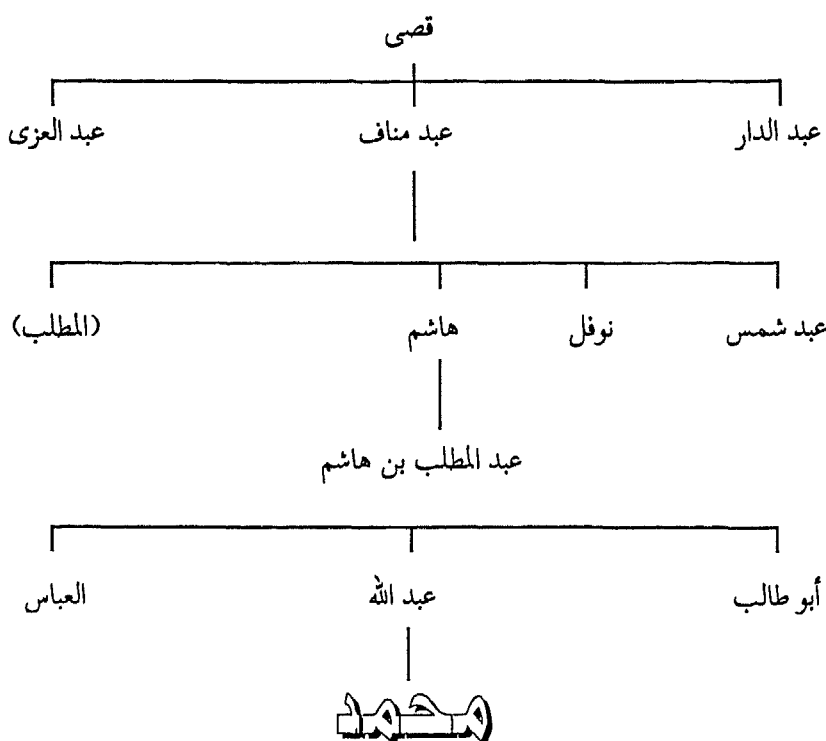 قصى
عبد الدار عبد مناف عبد العزى
عبد شمس نوفل هاشم (المطلب)
عبد المطلب بن هاشم
أبو طالب عبد الله العباس
محمد